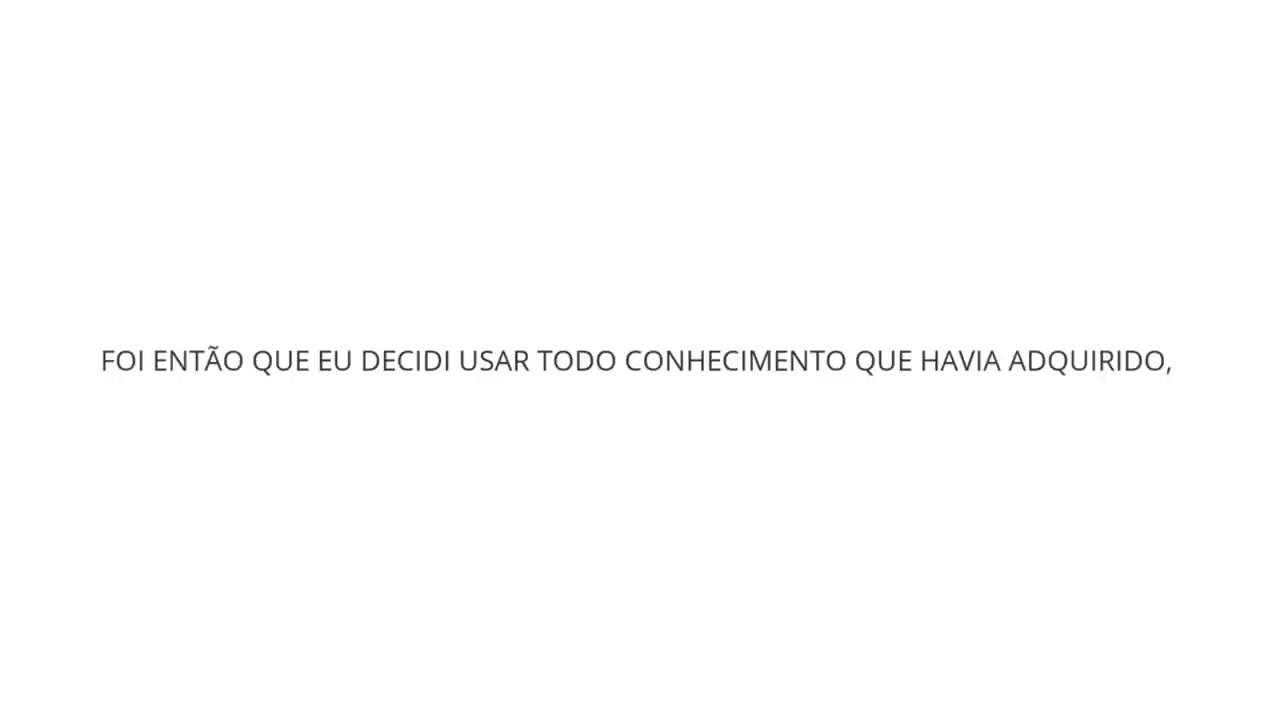 FOI ENTÃO QUE EU DECIDI USAR TODO CONHECIMENTO QUE HAVIA ADQUIRIDO,